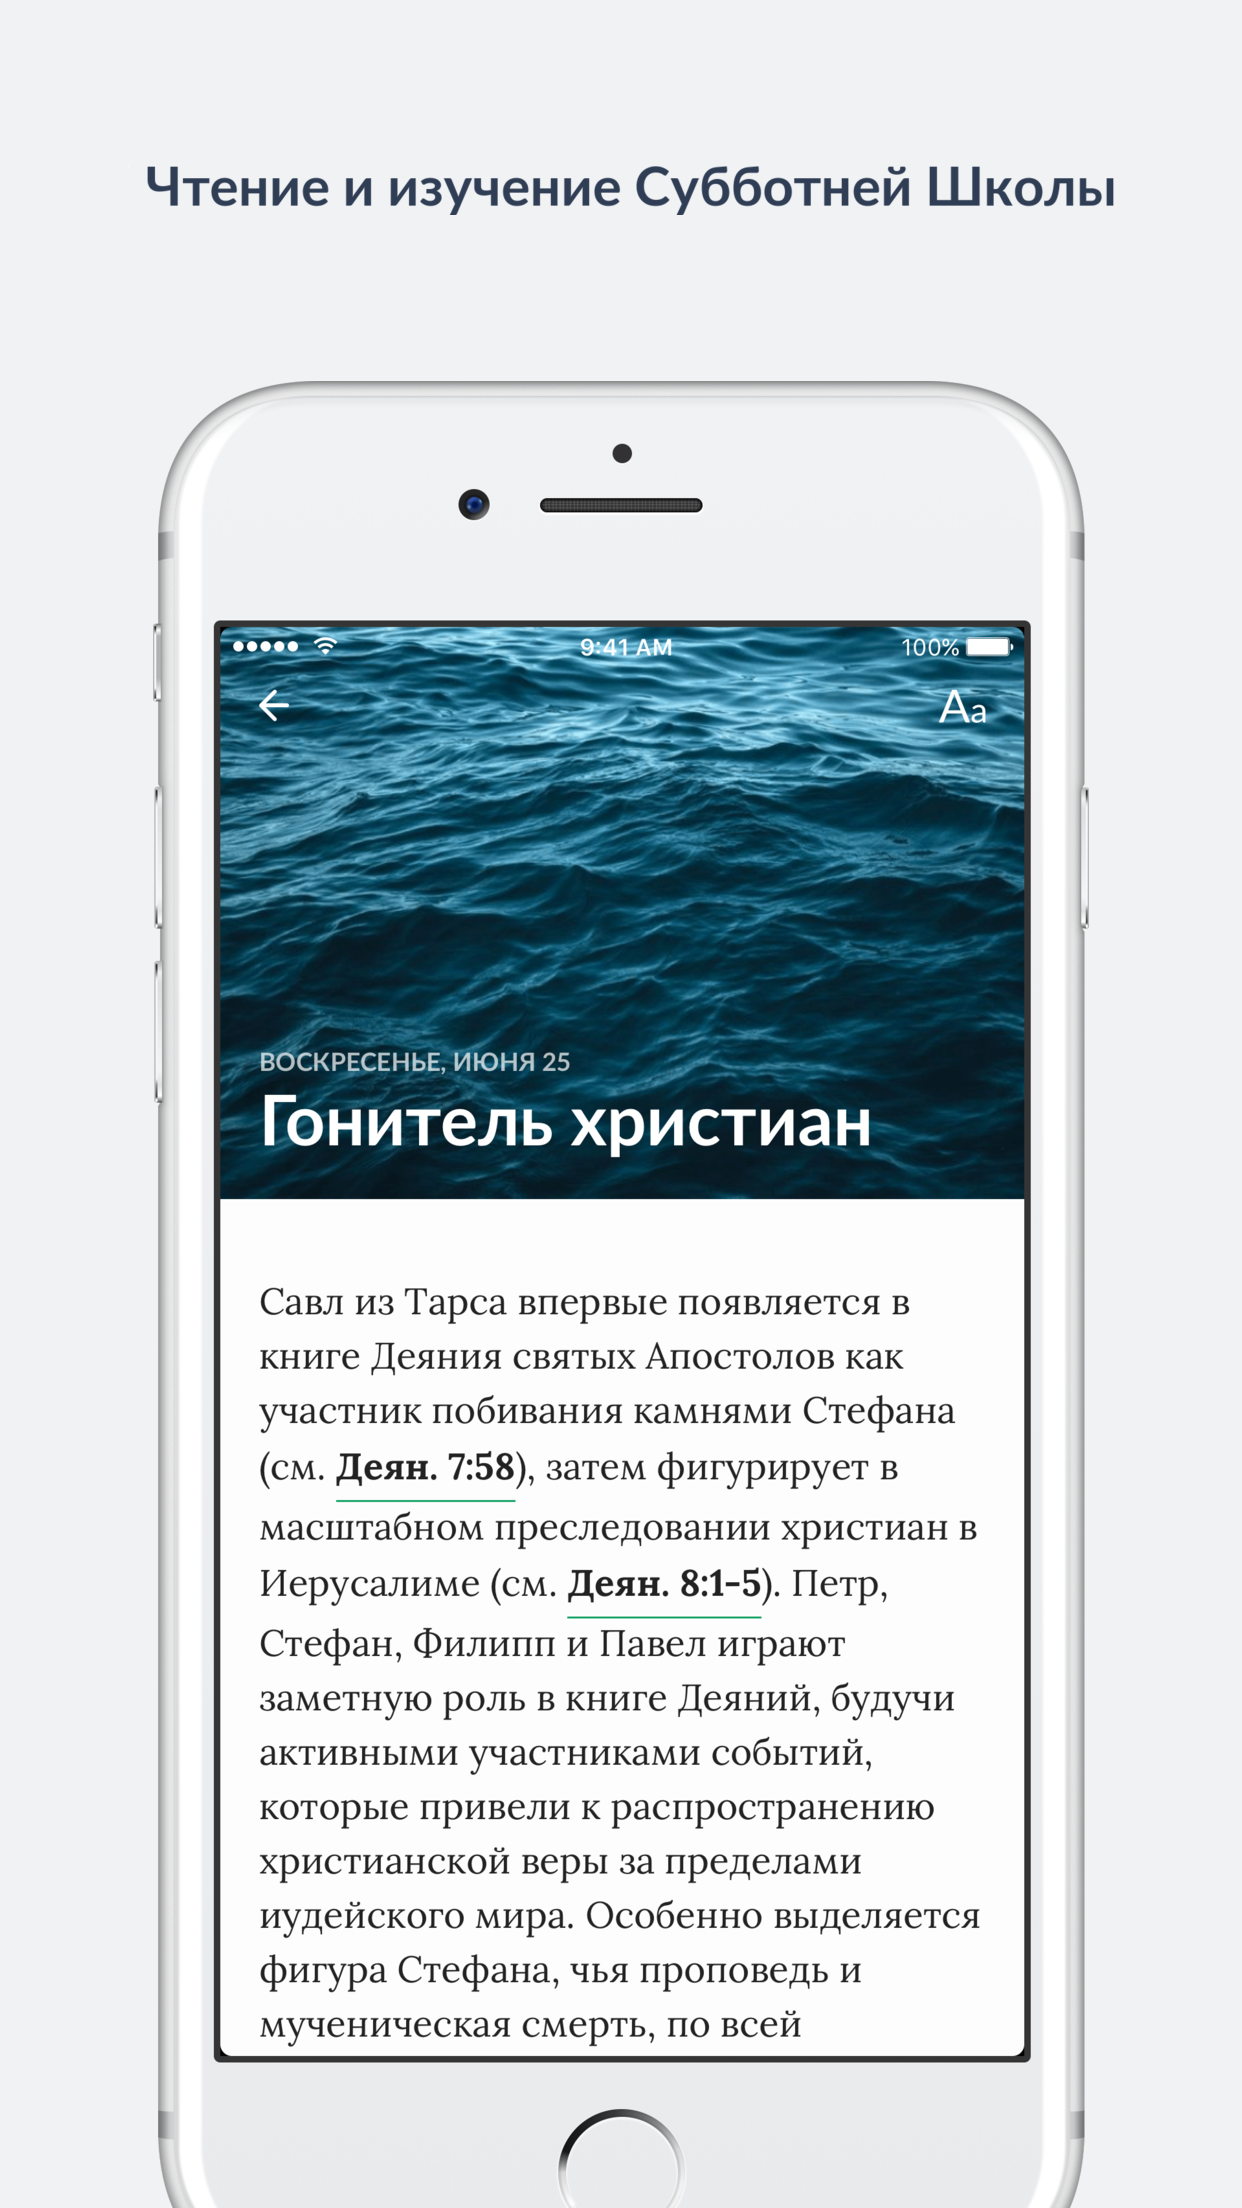 Чтение и изучение Субботней Школы
9:41 AM
100%
Aa
ВОСКРЕСЕНЬЕ, ИЮНЯ 25
Гонитель христиан
Савл из Тарса впервые появляется в
книге Деяния святых Апостолов как
участник побивания камнями Стефана
(см. Деян. 7:58), затем фигурирует в
масштабном преследовании христиан в
Иерусалиме (см. Деян. 8:1–5). Петр,
Стефан, Филипп и Павел играют
заметную роль в книге Деяний, будучи
активными участниками событий,
которые привели к распространению
христианской веры за пределами
иудейского мира. Особенно выделяется
фигура Стефана, чья проповедь и
мученическая смерть, по всей